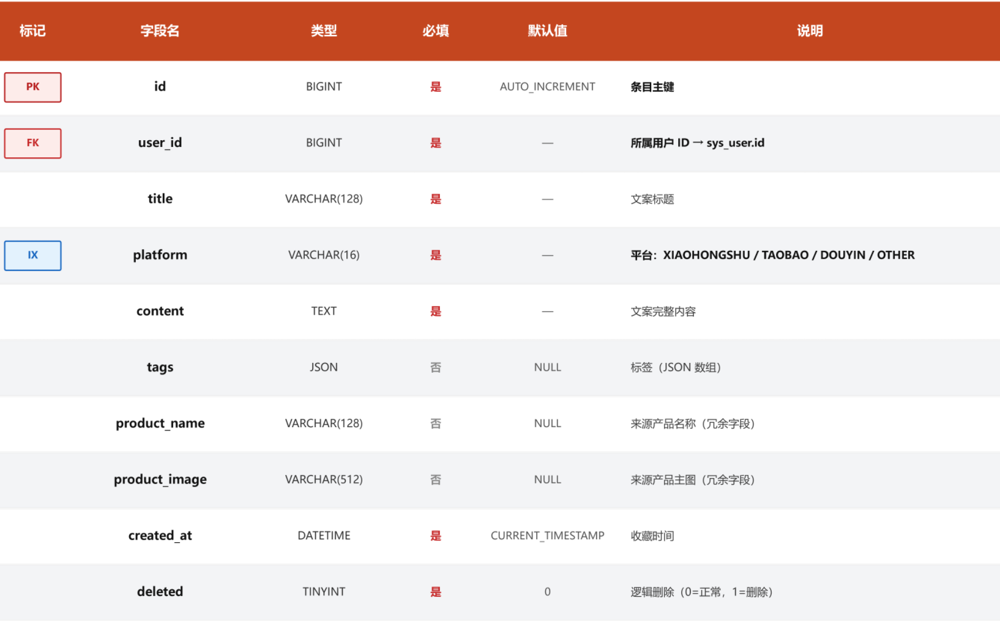 标记 字段名 类型 必填 默认值 说明
PK id BIGINT 是 AUTO_INCREMENT 条目主键
FK user_id BIGINT 是 — 所属用户 ID → sys_user.id
title VARCHAR(128) 是 — 文案标题
IX platform VARCHAR(16) 是 — 平台：XIAOHONGSHU / TAOBAO / DOUYIN / OTHER
content TEXT 是 — 文案完整内容
tags JSON 否 NULL 标签（JSON 数组）
product_name VARCHAR(128) 否 NULL 来源产品名称（冗余字段）
product_image VARCHAR(512) 否 NULL 来源产品主图（冗余字段）
created_at DATETIME 是 CURRENT_TIMESTAMP 收藏时间
deleted TINYINT 是 0 逻辑删除（0=正常，1=删除）